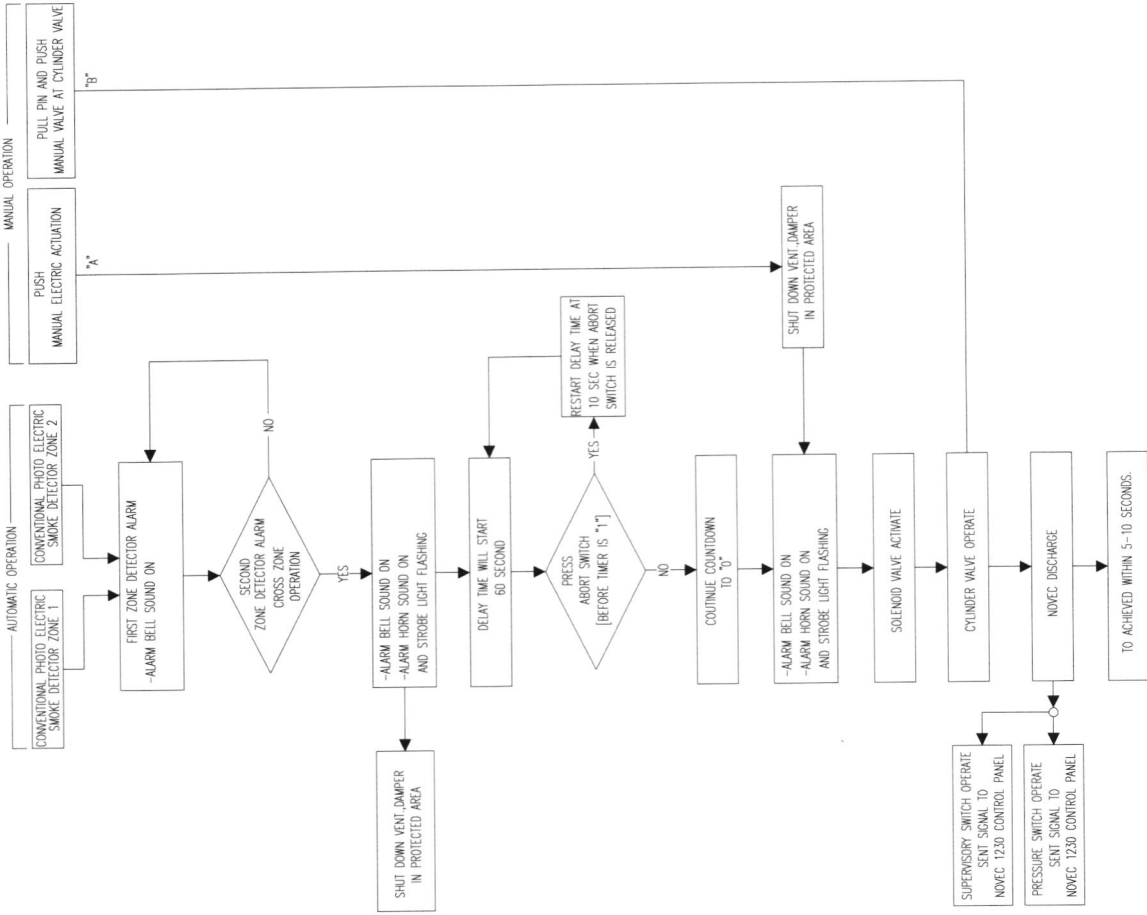 AUTOMATIC OPERATION
MANUAL OPERATION
CONVENTIONAL PHOTO ELECTRIC
SMOKE DETECTOR ZONE 1
CONVENTIONAL PHOTO ELECTRIC
SMOKE DETECTOR ZONE 2
PUSH
MANUAL ELECTRIC ACTUATION
PULL PIN AND PUSH
MANUAL VALVE AT CYLINDER VALVE
"A"
"B"
FIRST ZONE DETECTOR ALARM
-ALARM BELL SOUND ON
SECOND
ZONE DETECTOR ALARM
CROSS ZONE
OPERATION
NO
YES
-ALARM BELL SOUND ON
-ALARM HORN SOUND ON
AND STROBE LIGHT FLASHING
SHUT DOWN VENT.,DAMPER
IN PROTECTED AREA
DELAY TIME WILL START
60 SECOND
PRESS
ABORT SWITCH
[BEFORE TIMER IS "1"]
YES
RESTART DELAY TIME AT
10 SEC WHEN ABORT
SWITCH IS RELEASED
NO
COUTINUE COUNTDOWN
TO "0"
SHUT DOWN VENT.,DAMPER
IN PROTECTED AREA
-ALARM BELL SOUND ON
-ALARM HORN SOUND ON
AND STROBE LIGHT FLASHING
SOLENOID VALVE ACTIVATE
CYLINDER VALVE OPERATE
NOVEC DISCHARGE
SUPERVISORY SWITCH OPERATE
SENT SIGNAL TO
NOVEC 1230 CONTROL PANEL
PRESSURE SWITCH OPERATE
SENT SIGNAL TO
NOVEC 1230 CONTROL PANEL
TO ACHIEVED WITHIN 5-10 SECONDS.